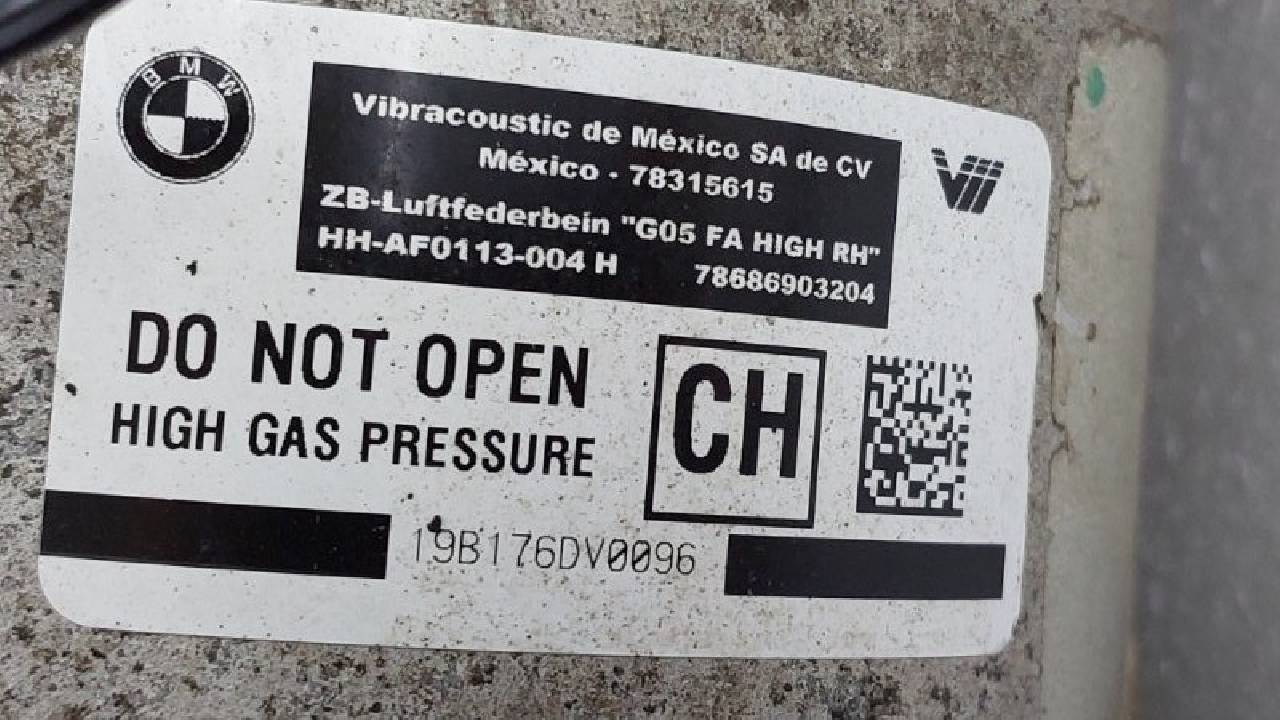 BMW
Vibracoustic de México SA de CV
México · 78315615
ZB-Luftfederbein "G05 FA HIGH RH"
HH-AF0113-004 H 78686903204
DO NOT OPEN
HIGH GAS PRESSURE
CH
19B176DV0096